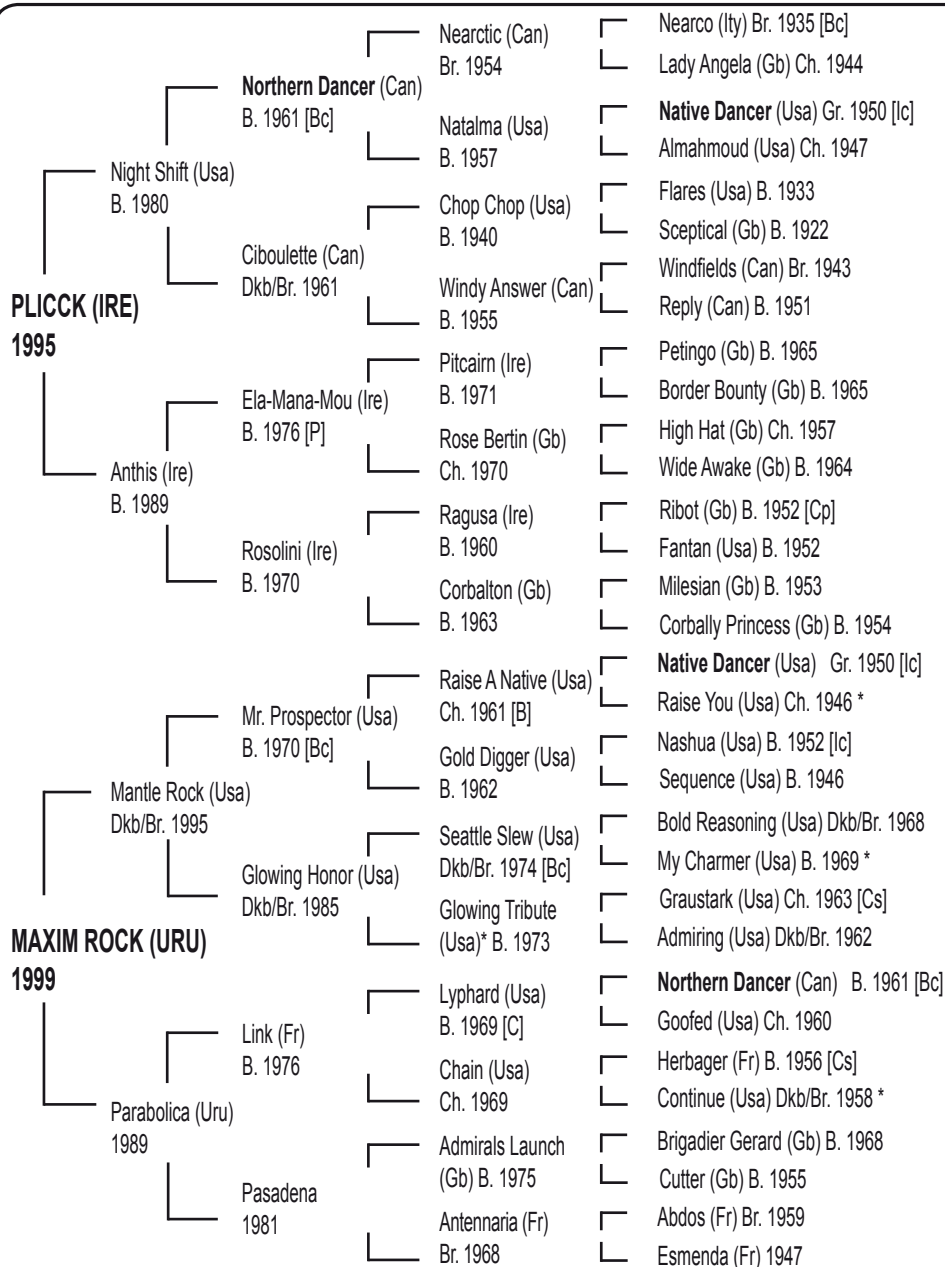 PLICCK (IRE)
1995
Night Shift (Usa)
B. 1980
Anthis (Ire)
B. 1989
Northern Dancer (Can)
B. 1961 [Bc]
Ciboulette (Can)
Dkb/Br. 1961
Ela-Mana-Mou (Ire)
B. 1976 [P]
Rosolini (Ire)
B. 1970
Nearctic (Can)
Br. 1954
Natalma (Usa)
B. 1957
Chop Chop (Usa)
B. 1940
Windy Answer (Can)
B. 1955
Pitcairn (Ire)
B. 1971
Rose Bertin (Gb)
Ch. 1970
Ragusa (Ire)
B. 1960
Corbalton (Gb)
B. 1963
Nearco (Ity) Br. 1935 [Bc]
Lady Angela (Gb) Ch. 1944
Native Dancer (Usa) Gr. 1950 [Ic]
Almahmoud (Usa) Ch. 1947
Flares (Usa) B. 1933
Sceptical (Gb) B. 1922
Windfields (Can) Br. 1943
Reply (Can) B. 1951
Petingo (Gb) B. 1965
Border Bounty (Gb) B. 1965
High Hat (Gb) Ch. 1957
Wide Awake (Gb) B. 1964
Ribot (Gb) B. 1952 [Cp]
Fantan (Usa) B. 1952
Milesian (Gb) B. 1953
Corbally Princess (Gb) B. 1954
MAXIM ROCK (URU)
1999
Mantle Rock (Usa)
Dkb/Br. 1995
Parabolica (Uru)
1989
Mr. Prospector (Usa)
B. 1970 [Bc]
Glowing Honor (Usa)
Dkb/Br. 1985
Link (Fr)
B. 1976
Pasadena
1981
Raise A Native (Usa)
Ch. 1961 [B]
Gold Digger (Usa)
B. 1962
Seattle Slew (Usa)
Dkb/Br. 1974 [Bc]
Glowing Tribute
(Usa)* B. 1973
Lyphard (Usa)
B. 1969 [C]
Chain (Usa)
Ch. 1969
Admirals Launch
(Gb) B. 1975
Antennaria (Fr)
Br. 1968
Native Dancer (Usa) Gr. 1950 [Ic]
Raise You (Usa) Ch. 1946 *
Nashua (Usa) B. 1952 [Ic]
Sequence (Usa) B. 1946
Bold Reasoning (Usa) Dkb/Br. 1968
My Charmer (Usa) B. 1969 *
Graustark (Usa) Ch. 1963 [Cs]
Admiring (Usa) Dkb/Br. 1962
Northern Dancer (Can) B. 1961 [Bc]
Goofed (Usa) Ch. 1960
Herbager (Fr) B. 1956 [Cs]
Continue (Usa) Dkb/Br. 1958 *
Brigadier Gerard (Gb) B. 1968
Cutter (Gb) B. 1955
Abdos (Fr) Br. 1959
Esmenda (Fr) 1947